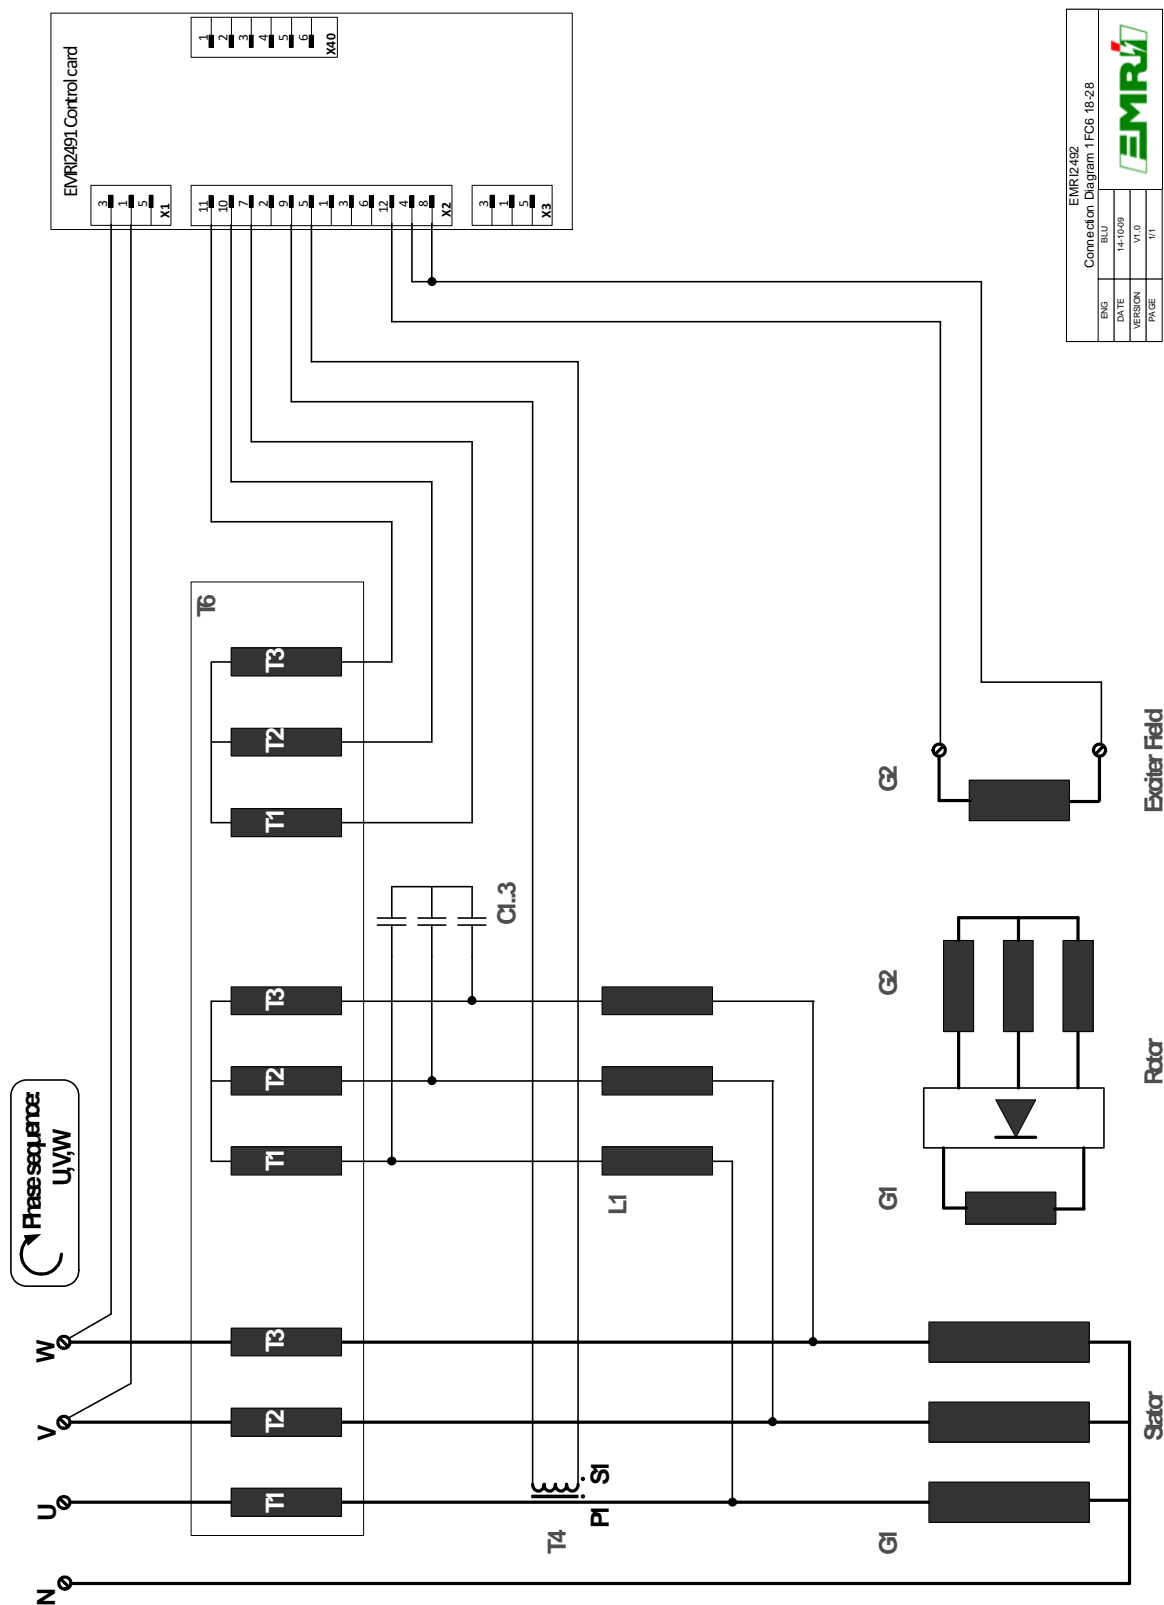 EMRI2491 Control card
1
2
3
4
5
6
X40
3
1
5
X1
11
10
7
2
9
5
1
3
6
12
4
8
X2
3
1
5
X3
EMRI2492
Connection Diagram 1FC6 18-28
ENG
BLU
DATE
14-10-09
VERSION
V1.0
PAGE
1/1
EMRI
T6
T3
T2
T1
C1..3
T3
T2
T1
L1
Phase sequence:
U,V,W
W
V
U
N
T3
T2
T1
T4
P1
S1
G2
Exciter Field
G2
G1
Rotor
G1
Stator